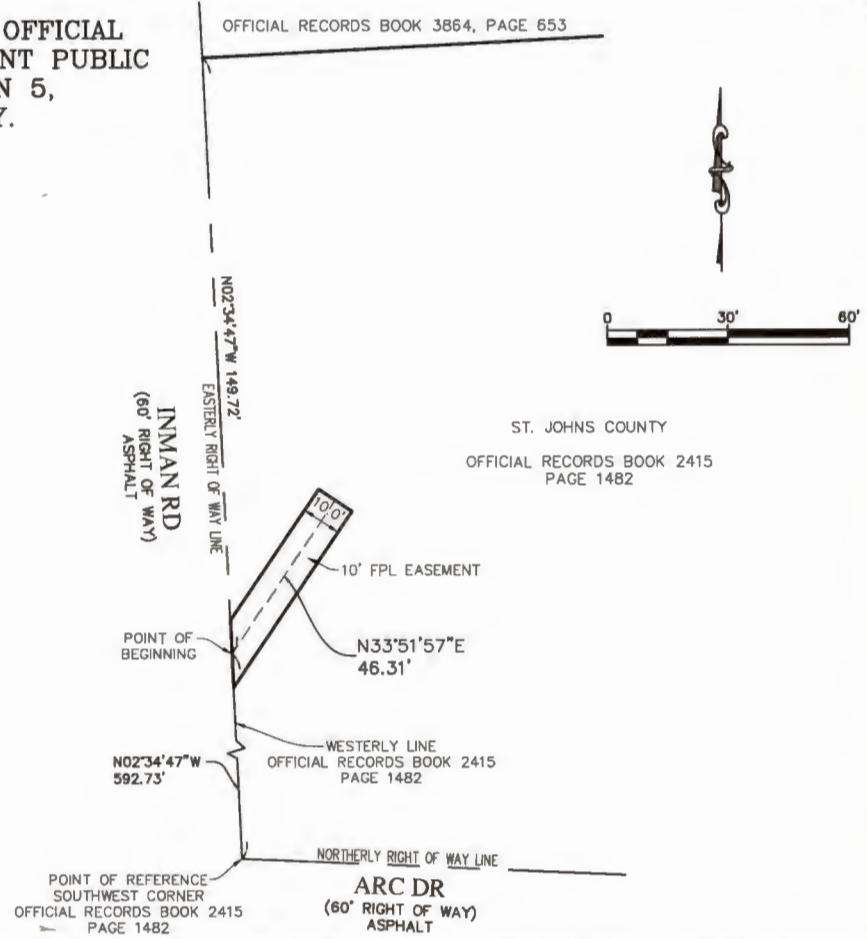 OFFICIAL
NT PUBLIC
N 5,
Y.
OFFICIAL RECORDS BOOK 3864, PAGE 653
0 30' 60'
N02°34'47"W 149.72'
EASTERLY RIGHT OF WAY LINE
INMAN RD
(60' RIGHT OF WAY)
ASPHALT
ST. JOHNS COUNTY
OFFICIAL RECORDS BOOK 2415
PAGE 1482
10.0'
10' FPL EASEMENT
POINT OF
BEGINNING
N33°51'57"E
46.31'
WESTERLY LINE
OFFICIAL RECORDS BOOK 2415
PAGE 1482
N02°34'47"W
592.73'
NORTHERLY RIGHT OF WAY LINE
POINT OF REFERENCE
SOUTHWEST CORNER
OFFICIAL RECORDS BOOK 2415
PAGE 1482
ARC DR
(60' RIGHT OF WAY)
ASPHALT